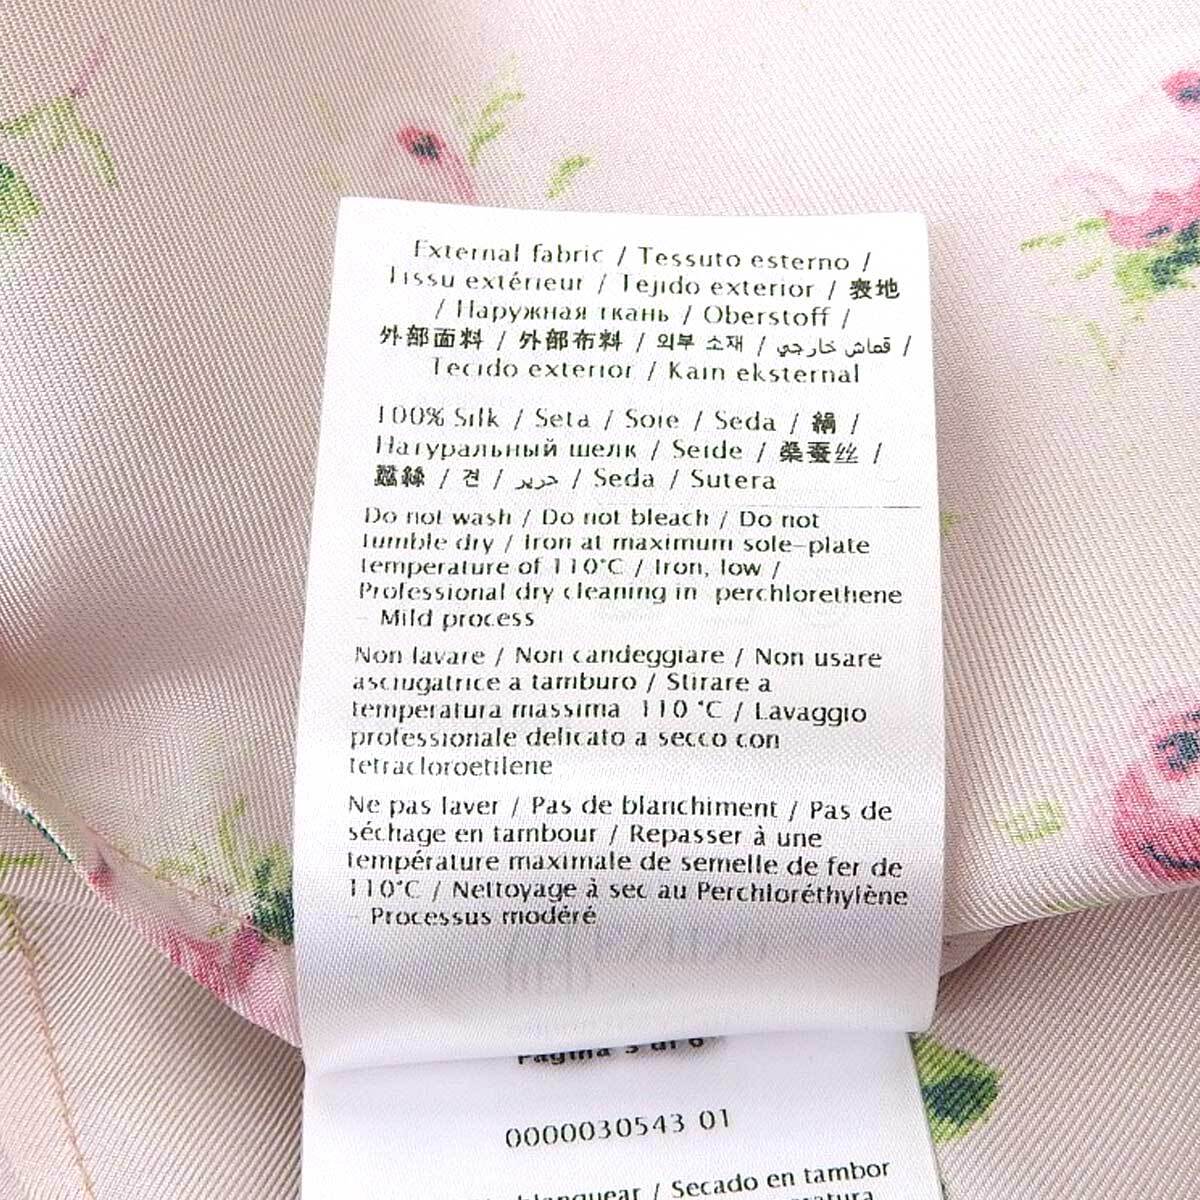 External fabric / Tessuto esterno /
Tissu extérieur / Tejido exterior / 表地
/ Наружная ткань / Oberstoff /
外部面料 / 外部布料 / 외부 소재 / قماش خارجي /
Tecido exterior / Kain eksternal
100% Silk / Seta / Soie / Seda / 絹 /
Натуральный шелк / Seide / 桑蚕丝 /
蠶絲 / 견 / حرير / Seda / Sutera
Do not wash / Do not bleach / Do not
tumble dry / Iron at maximum sole-plate
temperature of 110°C / Iron, low /
Professional dry cleaning in perchlorethene
- Mild process
Non lavare / Non candeggiare / Non usare
asciugatrice a tamburo / Stirare a
temperatura massima 110 °C / Lavaggio
professionale delicato a secco con
tetracloroetilene
Ne pas laver / Pas de blanchiment / Pas de
séchage en tambour / Repasser à une
température maximale de semelle de fer de
110°C / Nettoyage à sec au Perchloréthylène
- Processus modéré
Pagina 3 di 6
0000030543 01
blanquear / Secado en tambor